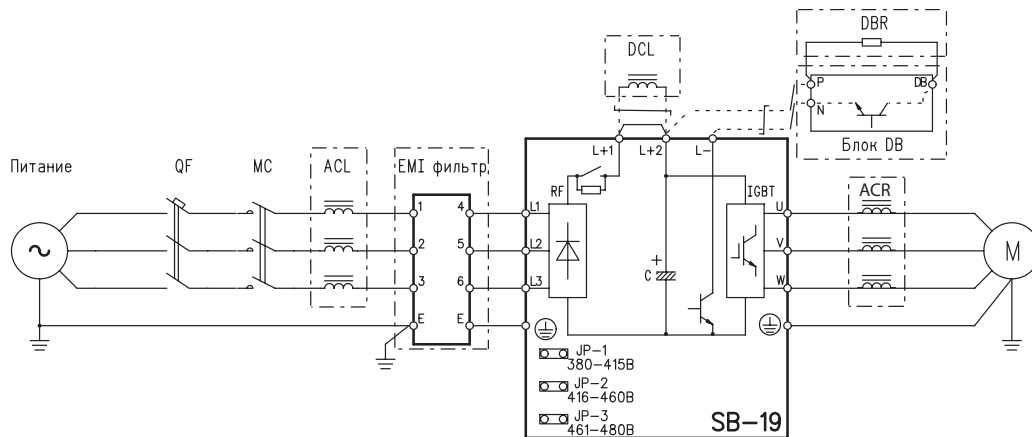 DBR
DCL
P
DB
N
Блок DB
L+1
L+2
L-
Питание
QF
MC
ACL
EMI фильтр
RF
IGBT
ACR
1
4
L1
U
2
5
L2
V
M
3
6
L3
+
C
W
E
E
JP-1
380-415В
JP-2
416-460В
JP-3
461-480В
SB-19